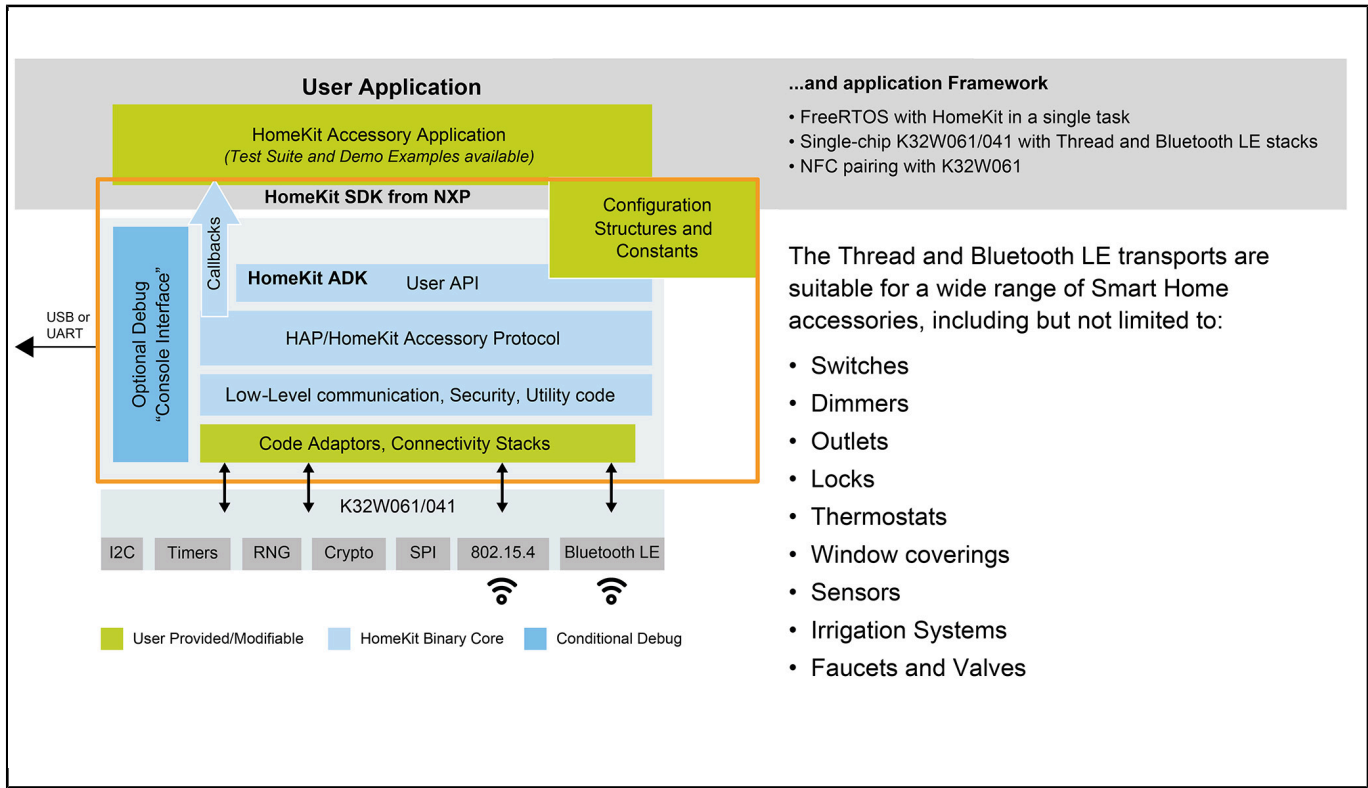 User Application
HomeKit Accessory Application
(Test Suite and Demo Examples available)
...and application Framework
• FreeRTOS with HomeKit in a single task
• Single-chip K32W061/041 with Thread and Bluetooth LE stacks
• NFC pairing with K32W061
HomeKit SDK from NXP
Configuration
Structures and
Constants
Callbacks
HomeKit ADK
User API
USB or
UART
Optional Debug
“Console Interface”
HAP/HomeKit Accessory Protocol
Low-Level communication, Security, Utility code
Code Adaptors, Connectivity Stacks
K32W061/041
I2C
Timers
RNG
Crypto
SPI
802.15.4
Bluetooth LE
User Provided/Modifiable
HomeKit Binary Core
Conditional Debug
The Thread and Bluetooth LE transports are
suitable for a wide range of Smart Home
accessories, including but not limited to:
• Switches
• Dimmers
• Outlets
• Locks
• Thermostats
• Window coverings
• Sensors
• Irrigation Systems
• Faucets and Valves